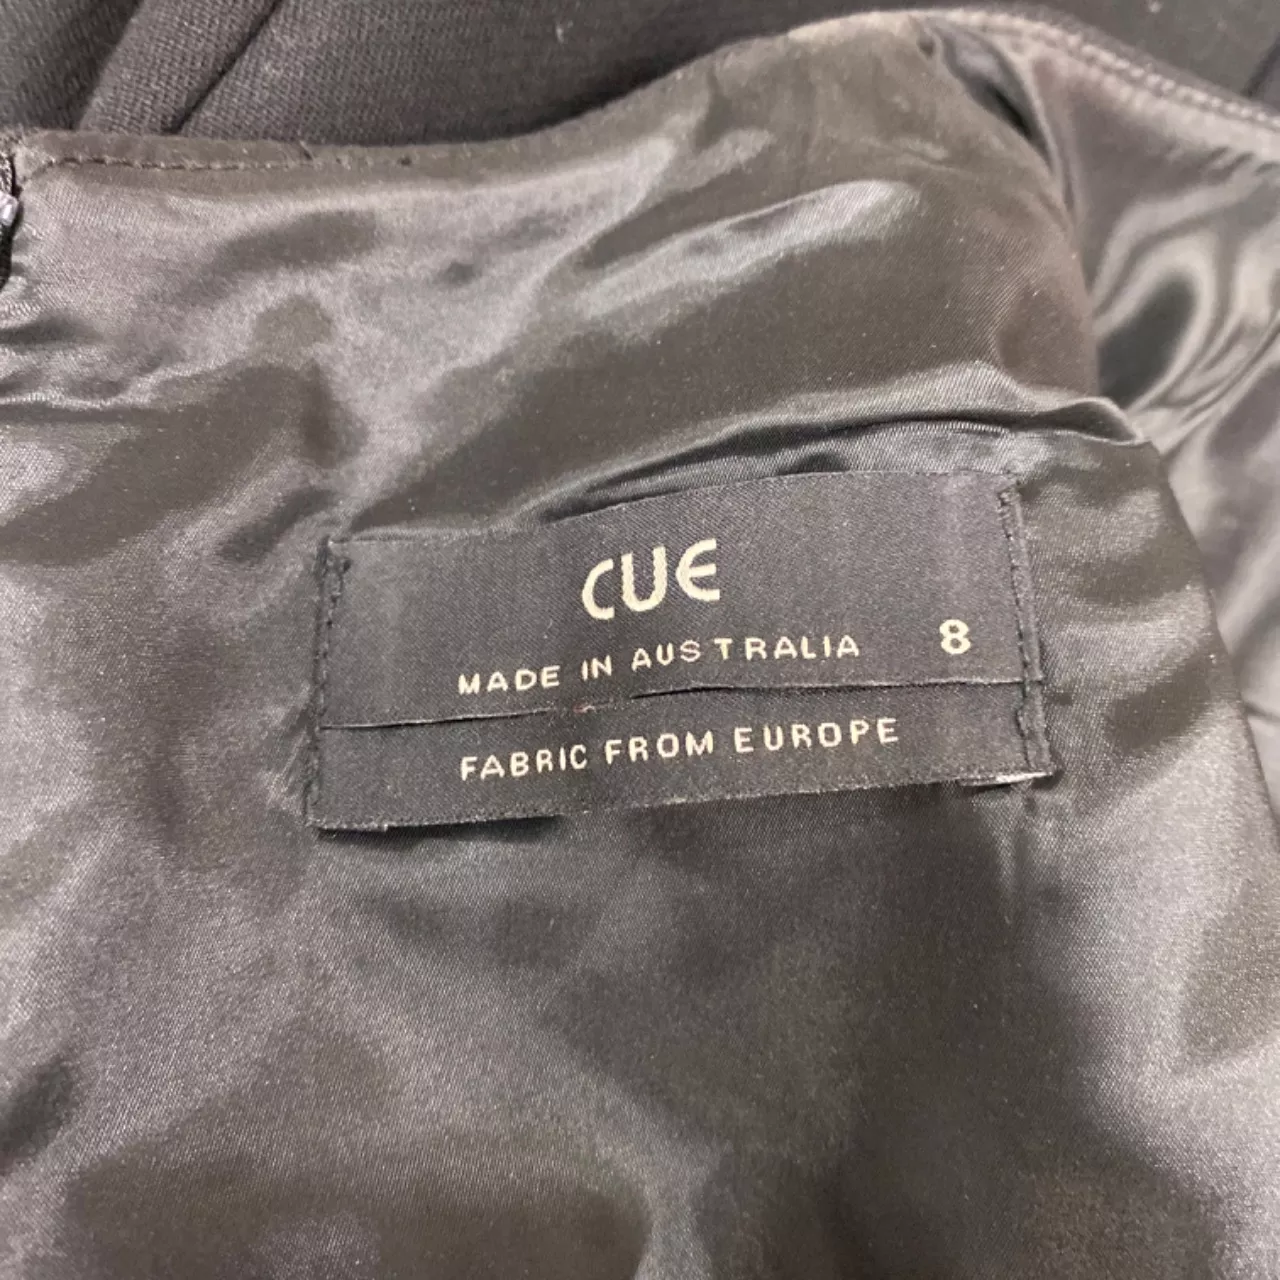 CUE
MADE IN AUSTRALIA 8
FABRIC FROM EUROPE